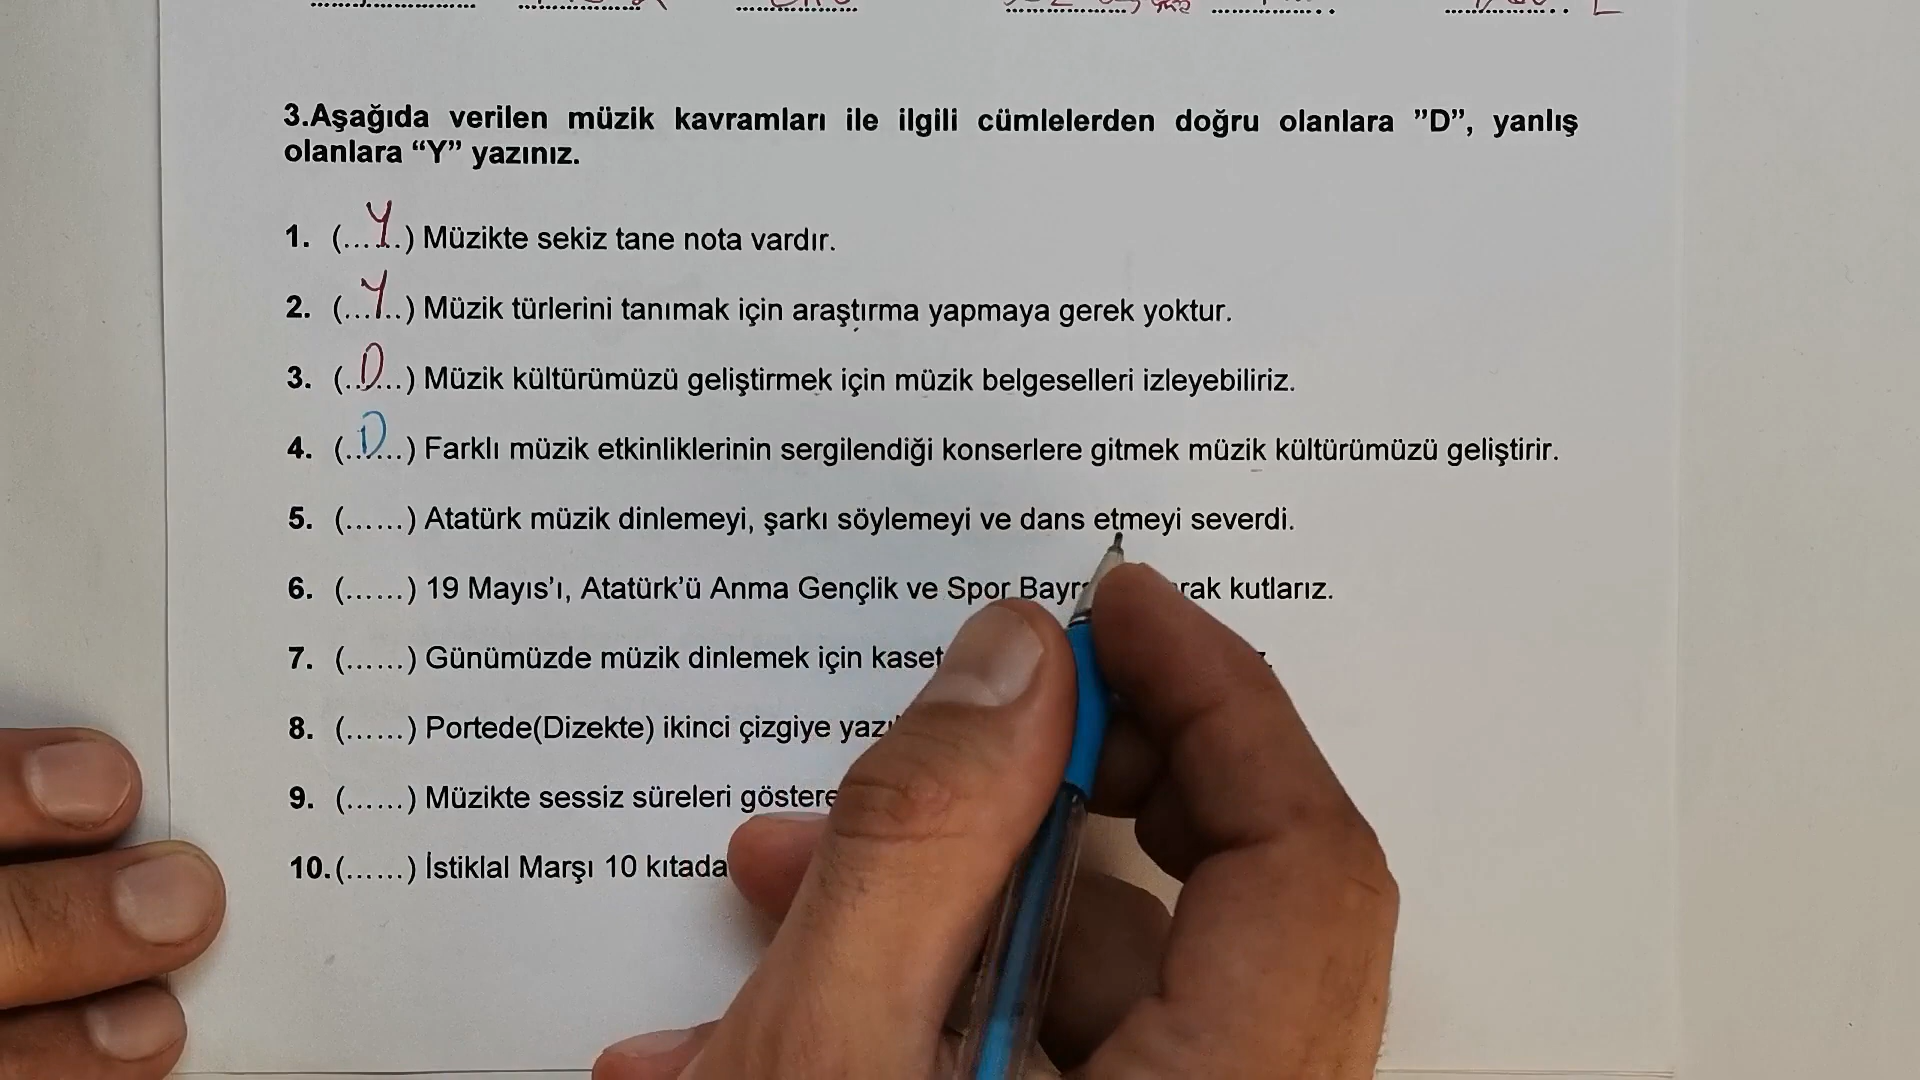 3.Aşağıda verilen müzik kavramları ile ilgili cümlelerden doğru olanlara ”D”, yanlış
olanlara “Y” yazınız.
1. (...Y...) Müzikte sekiz tane nota vardır.
2. (...Y...) Müzik türlerini tanımak için araştırma yapmaya gerek yoktur.
3. (...D...) Müzik kültürümüzü geliştirmek için müzik belgeselleri izleyebiliriz.
4. (...D...) Farklı müzik etkinliklerinin sergilendiği konserlere gitmek müzik kültürümüzü geliştirir.
5. (......) Atatürk müzik dinlemeyi, şarkı söylemeyi ve dans etmeyi severdi.
6. (......) 19 Mayıs’ı, Atatürk’ü Anma Gençlik ve Spor kutlarız.
7. (......) Günümüzde müzik dinlemek için
8. (......) Portede(Dizekte) ikinci çizgiye
9. (......) Müzikte sessiz süreleri
10.(......) İstiklal Marşı 10